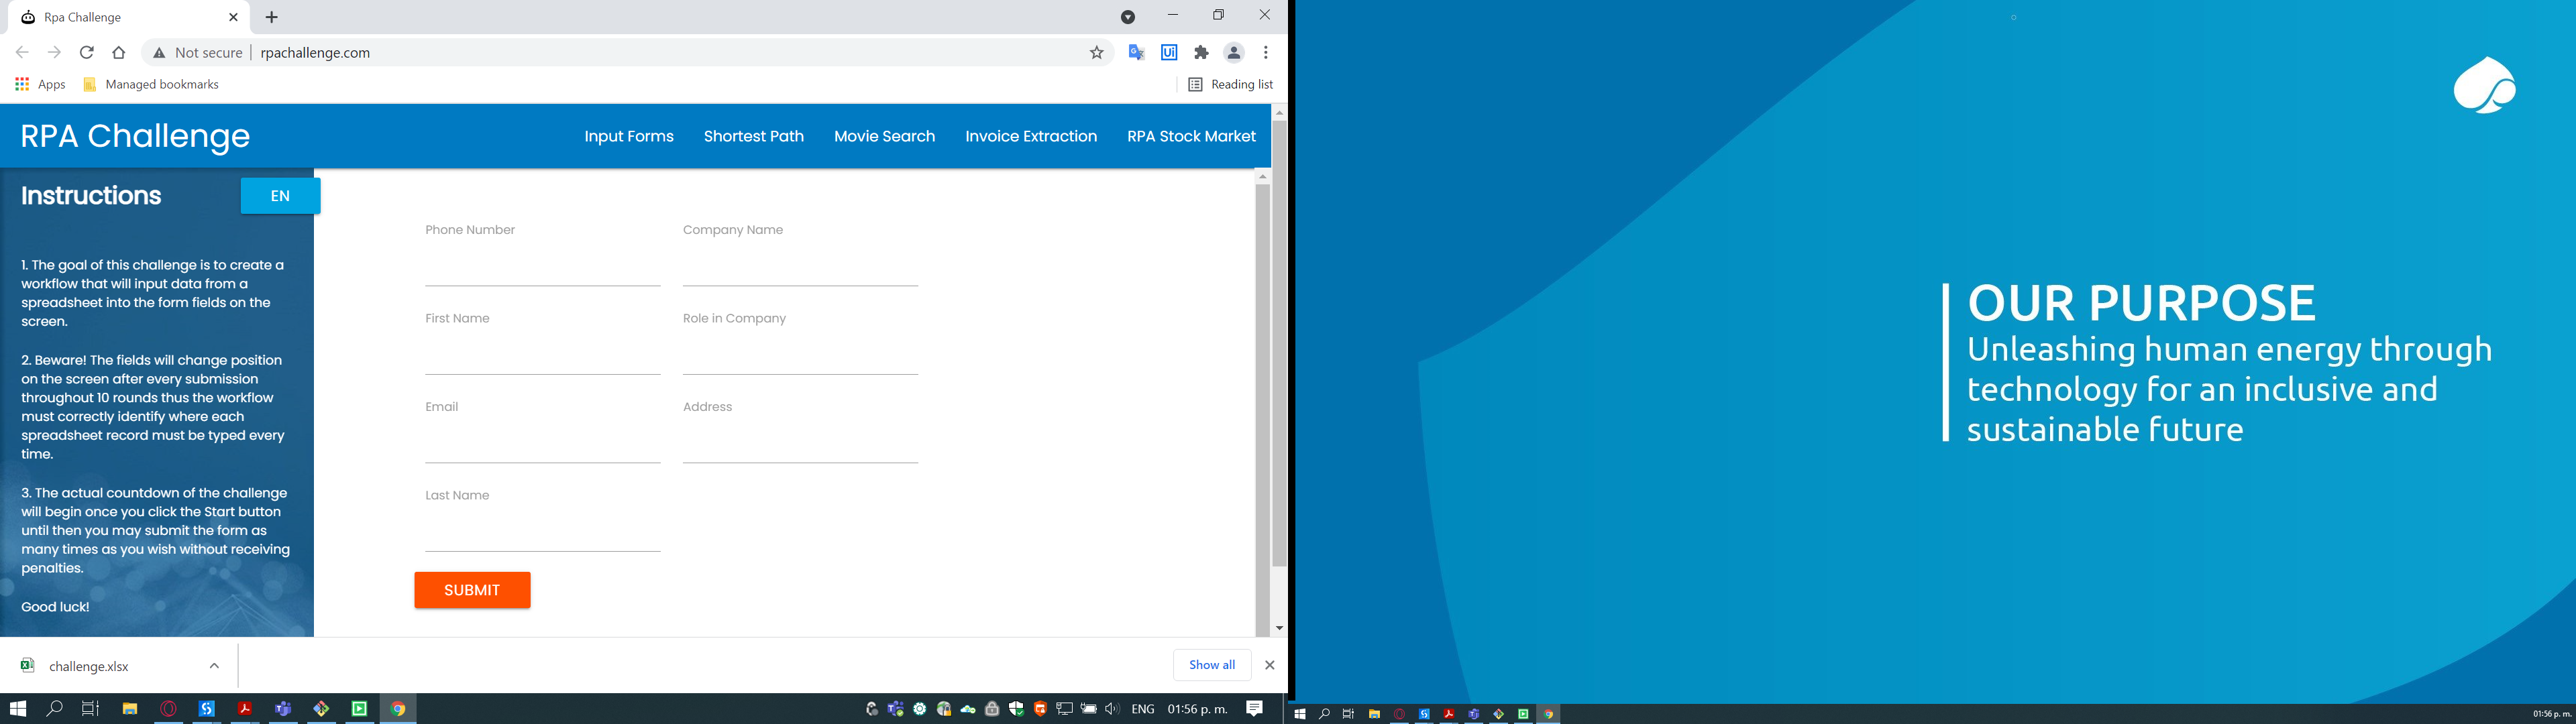 Rpa Challenge
Not secure
rpachallenge.com
Ui
Apps
Managed bookmarks
Reading list
RPA Challenge
Input Forms
Shortest Path
Movie Search
Invoice Extraction
RPA Stock Market
Instructions
EN
1. The goal of this challenge is to create a
workflow that will input data from a
spreadsheet into the form fields on the
screen.
2. Beware! The fields will change position
on the screen after every submission
throughout 10 rounds thus the workflow
must correctly identify where each
spreadsheet record must be typed every
time.
3. The actual countdown of the challenge
will begin once you click the Start button
until then you may submit the form as
many times as you wish without receiving
penalties.
Good luck!
Phone Number
Company Name
First Name
Role in Company
Email
Address
Last Name
SUBMIT
challenge.xlsx
Show all
ENG
01:56 p. m.
OUR PURPOSE
Unleashing human energy through
technology for an inclusive and
sustainable future
01:56 p. m.